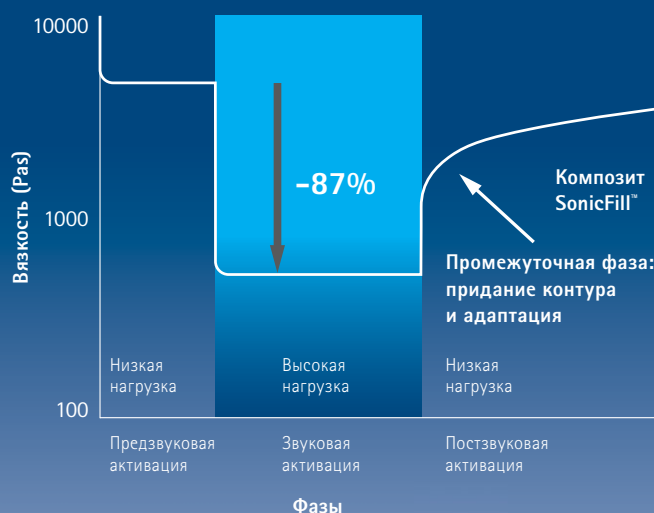 10000
Вязкость (Pas)
-87%
1000
Композит
SonicFill™
Промежуточная фаза:
придание контура
и адаптация
Низкая
нагрузка
Высокая
нагрузка
Низкая
нагрузка
100
Предзвуковая
активация
Звуковая
активация
Постзвуковая
активация
Фазы